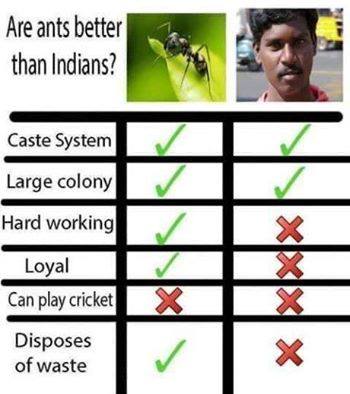 Are ants better
than Indians?
Caste System
Large colony
Hard working
Loyal
Can play cricket
Disposes
of waste